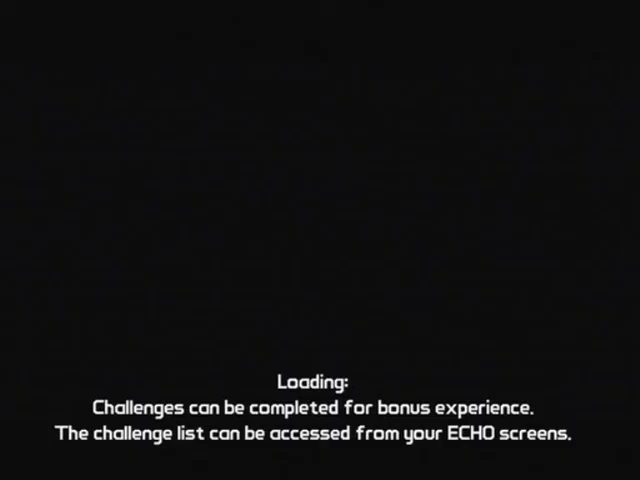 Loading:
Challenges can be completed for bonus experience.
The challenge list can be accessed from your ECHO screens.